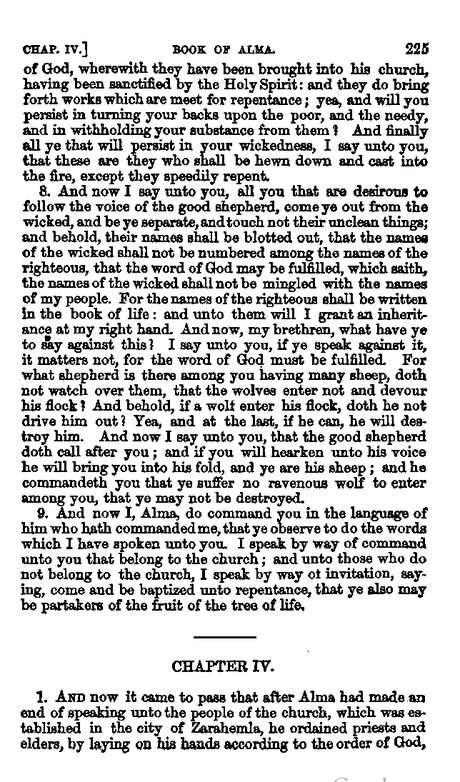 CHAP. IV.] BOOK OF ALMA. 225
of God, wherewith they have been brought into his church,
having been sanctified by the Holy Spirit: and they do bring
forth works which are meet for repentance; yea, and will you
persist in turning your backs upon the poor, and the needy,
and in withholding your substance from them? And finally
all ye that will persist in your wickedness, I say unto you,
that these are they who shall be hewn down and cast into
the fire, except they speedily repent.
8. And now I say unto you, all you that are desirous to
follow the voice of the good shepherd, come ye out from the
wicked, and be ye separate, and touch not their unclean things;
and behold, their names shall be blotted out, that the names
of the wicked shall not be numbered among the names of the
righteous, that the word of God may be fulfilled, which saith,
the names of the wicked shall not be mingled with the names
of my people. For the names of the righteous shall be written
in the book of life: and unto them will I grant an inherit-
ance at my right hand. And now, my brethren, what have ye
to say against this? I say unto you, if ye speak against it,
it matters not, for the word of God must be fulfilled. For
what shepherd is there among you having many sheep, doth
not watch over them, that the wolves enter not and devour
his flock? And behold, if a wolf enter his flock, doth he not
drive him out? Yea, and at the last, if he can, he will des-
troy him. And now I say unto you, that the good shepherd
doth call after you; and if you will hearken unto his voice
he will bring you into his fold, and ye are his sheep; and he
commandeth you that ye suffer no ravenous wolf to enter
among you, that ye may not be destroyed.
9. And now I, Alma, do command you in the language of
him who hath commanded me, that ye observe to do the words
which I have spoken unto you. I speak by way of command
unto you that belong to the church; and unto those who do
not belong to the church, I speak by way of invitation, say-
ing, come and be baptized unto repentance, that ye also may
be partakers of the fruit of the tree of life.
CHAPTER IV.
1. AND now it came to pass that after Alma had made an
end of speaking unto the people of the church, which was es-
tablished in the city of Zarahemla, he ordained priests and
elders, by laying on his hands according to the order of God,